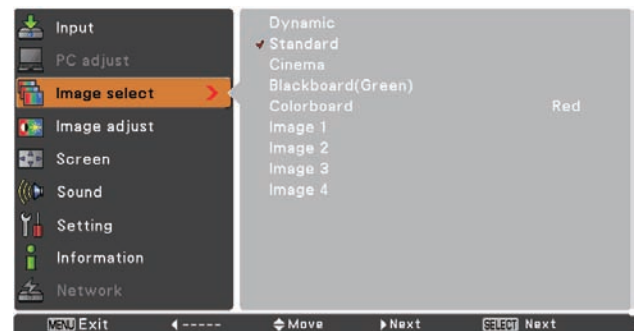 Input
PC adjust
Image select
Image adjust
Screen
Sound
Setting
Information
Network
Dynamic
Standard
Cinema
Blackboard(Green)
Colorboard Red
Image 1
Image 2
Image 3
Image 4
MENU Exit ----- Move Next SELECT Next